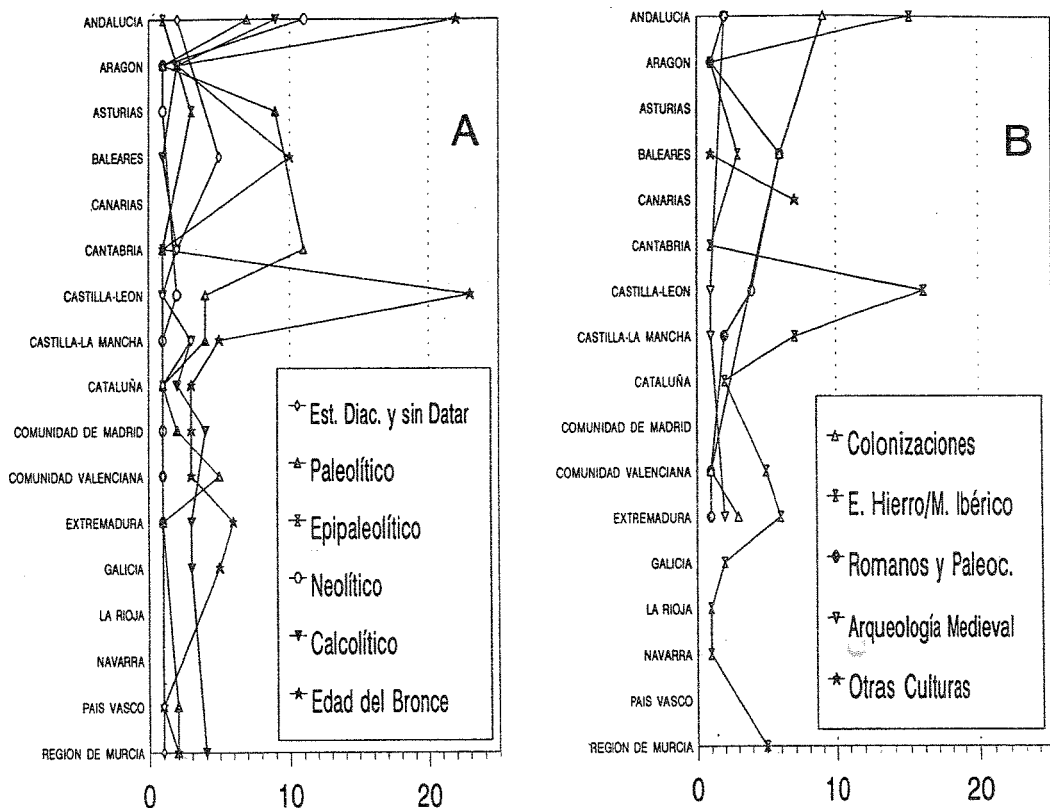 ANDALUCIA
ARAGON
ASTURIAS
BALEARES
CANARIAS
CANTABRIA
CASTILLA-LEON
CASTILLA-LA MANCHA
CATALUÑA
COMUNIDAD DE MADRID
COMUNIDAD VALENCIANA
EXTREMADURA
GALICIA
LA RIOJA
NAVARRA
PAIS VASCO
REGION DE MURCIA
A
Est. Diac. y sin Datar
Paleolítico
Epipaleolítico
Neolítico
Calcolítico
Edad del Bronce
0 10 20
ANDALUCIA
ARAGON
ASTURIAS
BALEARES
CANARIAS
CANTABRIA
CASTILLA-LEON
CASTILLA-LA MANCHA
CATALUÑA
COMUNIDAD DE MADRID
COMUNIDAD VALENCIANA
EXTREMADURA
GALICIA
LA RIOJA
NAVARRA
PAIS VASCO
REGION DE MURCIA
B
Colonizaciones
E. Hierro/M. Ibérico
Romanos y Paleoc.
Arqueología Medieval
Otras Culturas
0 10 20